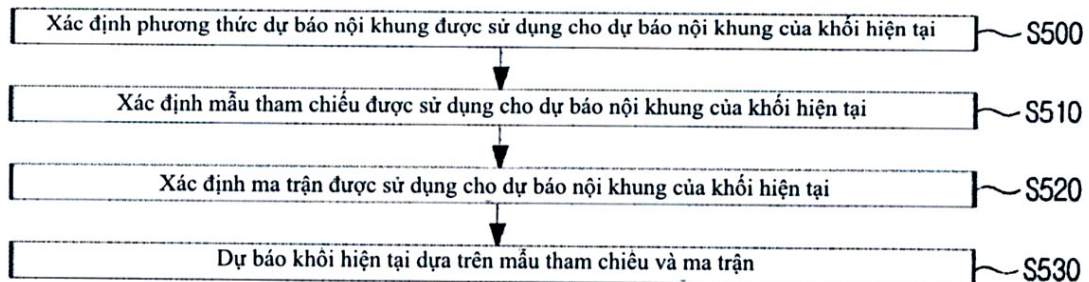 Xác định phương thức dự báo nội khung được sử dụng cho dự báo nội khung của khối hiện tại S500
Xác định mẫu tham chiếu được sử dụng cho dự báo nội khung của khối hiện tại S510
Xác định ma trận được sử dụng cho dự báo nội khung của khối hiện tại S520
Dự báo khối hiện tại dựa trên mẫu tham chiếu và ma trận S530